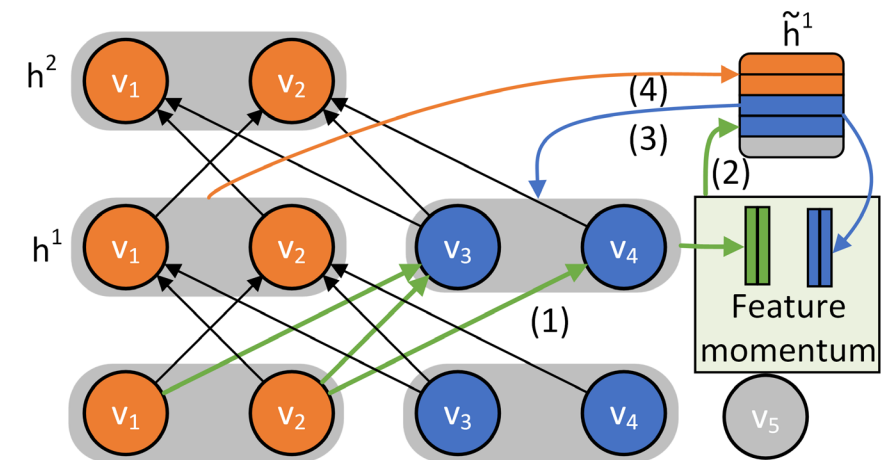 h̃¹
h²
v₁
v₂
(4)
(3)
(2)
h¹
v₁
v₂
v₃
v₄
(1)
Feature
momentum
v₁
v₂
v₃
v₄
v₅